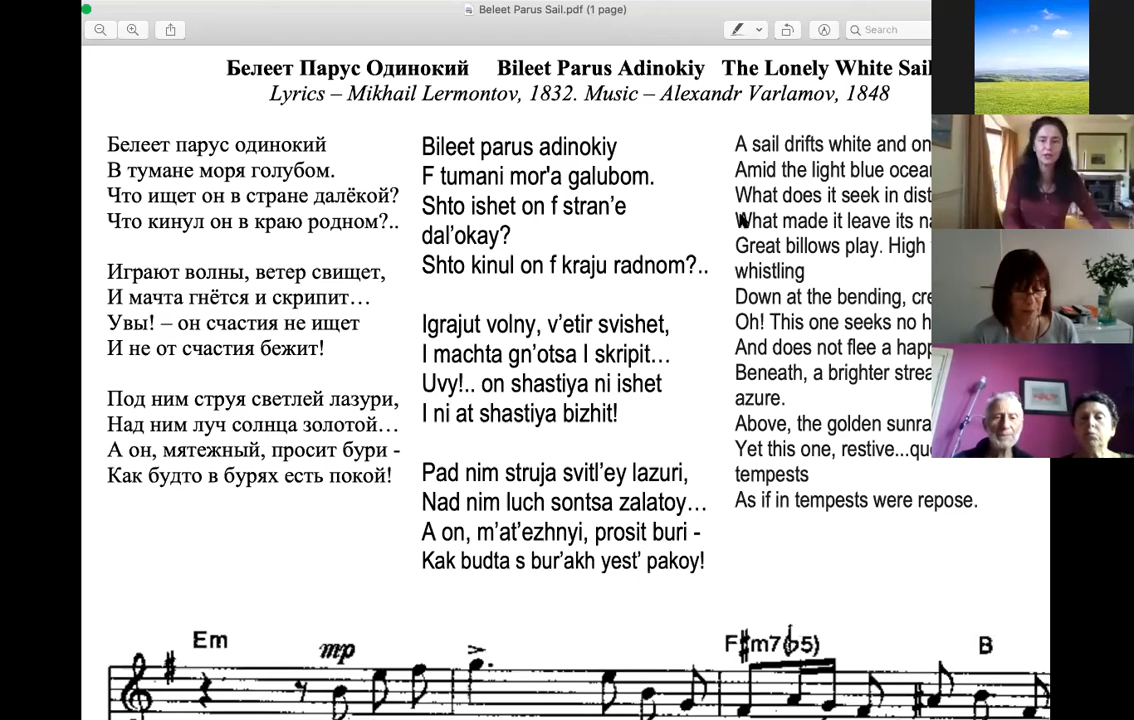 Beleet Parus Sail.pdf (1 page)
Search
Белеет Парус Одинокий Bileet Parus Adinokiy The Lonely White Sail
Lyrics – Mikhail Lermontov, 1832. Music – Alexandr Varlamov, 1848
Белеет парус одинокий
В тумане моря голубом.
Что ищет он в стране далёкой?
Что кинул он в краю родном?..
Играют волны, ветер свищет,
И мачта гнётся и скрипит…
Увы! – он счастия не ищет
И не от счастия бежит!
Под ним струя светлей лазури,
Над ним луч солнца золотой…
А он, мятежный, просит бури -
Как будто в бурях есть покой!
Bileet parus adinokiy
F tumani mor'a galubom.
Shto ishet on f stran'e
dal'okay?
Shto kinul on f kraju radnom?..
Igrajut volny, v'etir svishet,
I machta gn'otsa I skripit…
Uvy!.. on shastiya ni ishet
I ni at shastiya bizhit!
Pad nim struja svitl'ey lazuri,
Nad nim luch sontsa zalatoy…
A on, m'at'ezhnyi, prosit buri -
Kak budta s bur'akh yest' pakoy!
A sail drifts white and on
Amid the light blue ocea
What does it seek in dist
What made it leave its na
Great billows play. High
whistling
Down at the bending, cre
Oh! This one seeks no h
And does not flee a happ
Beneath, a brighter strea
azure.
Above, the golden sunra
Yet this one, restive...que
tempests
As if in tempests were repose.
Em
mp
F#m7(b5)
B